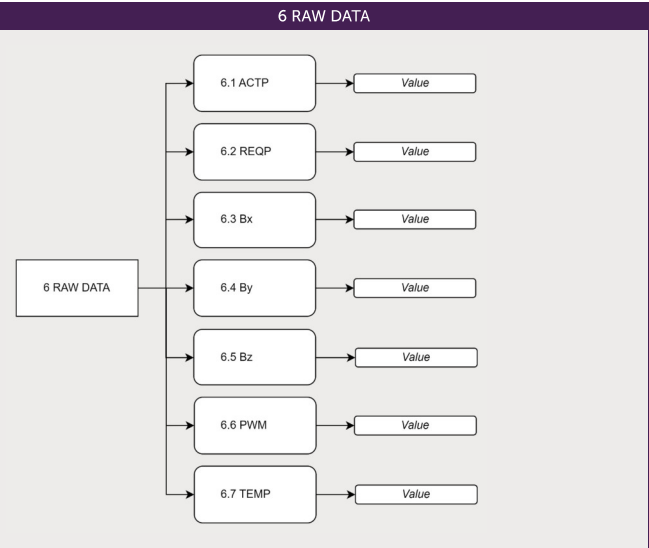 6 RAW DATA
6.1 ACTP
Value
6.2 REQP
Value
6.3 Bx
Value
6 RAW DATA
6.4 By
Value
6.5 Bz
Value
6.6 PWM
Value
6.7 TEMP
Value